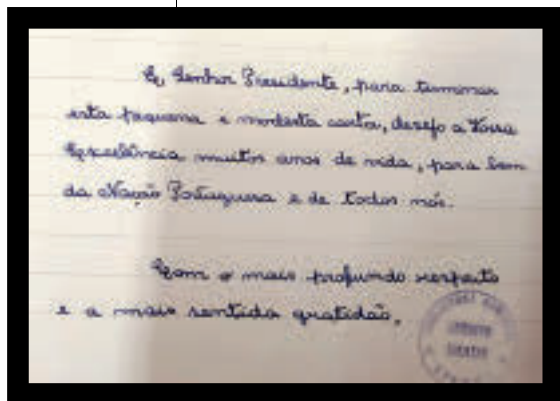 E, Senhor Presidente, para terminar
esta pequena e modesta carta, desejo a Vossa
Excelência muitos anos de vida, para bem
da Nação Portuguesa e de todos nós.
Com o mais profundo respeito
e a mais sentida gratidão,